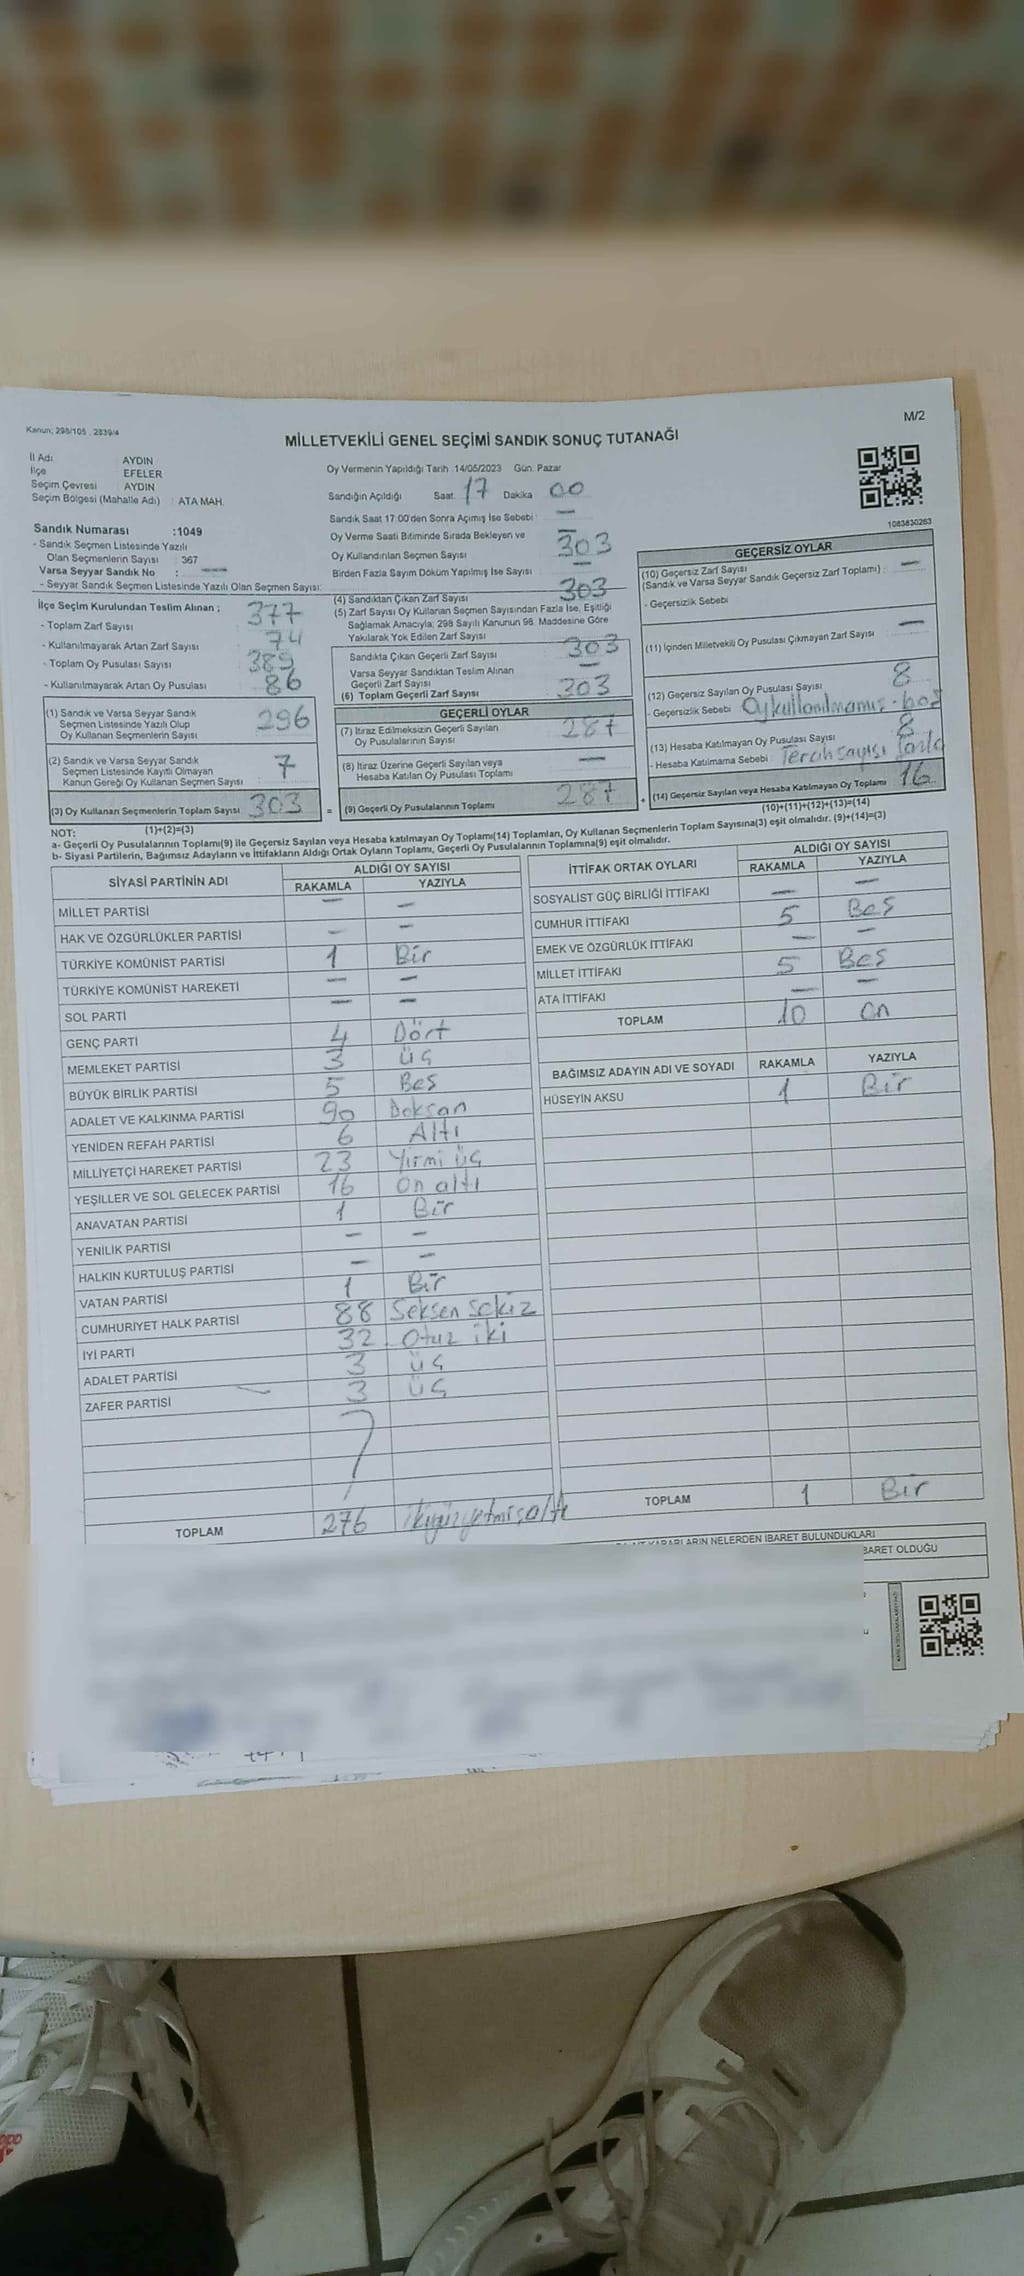 Kanun: 298/105 , 2839/4
M/2
MİLLETVEKİLİ GENEL SEÇİMİ SANDIK SONUÇ TUTANAĞI
İl Adı AYDIN
İlçe EFELER
Seçim Çevresi AYDIN
Seçim Bölgesi (Mahalle Adı) : ATA MAH.
Sandık Numarası :1049
- Sandık Seçmen Listesinde Yazılı
Olan Seçmenlerin Sayısı : 367
Varsa Seyyar Sandık No : —
- Seyyar Sandık Seçmen Listesinde Yazılı Olan Seçmen Sayısı:
Oy Vermenin Yapıldığı Tarih :14/05/2023 Gün: Pazar
Sandığın Açıldığı Saat: 17 Dakika 00
Sandık Saat 17:00'den Sonra Açımış İse Sebebi : —
Oy Verme Saati Bitiminde Sırada Bekleyen ve —
Oy Kullandırılan Seçmen Sayısı 303
Birden Fazla Sayım Döküm Yapılmış İse Sayısı —
1083830263
İlçe Seçim Kurulundan Teslim Alınan ;
- Toplam Zarf Sayısı 377
- Kullanılmayarak Artan Zarf Sayısı 74
- Toplam Oy Pusulası Sayısı 389
- Kullanılmayarak Artan Oy Pusulası 86
(1) Sandık ve Varsa Seyyar Sandık
Seçmen Listesinde Yazılı Olup
Oy Kullanan Seçmenlerin Sayısı 296
(2) Sandık ve Varsa Seyyar Sandık
Seçmen Listesinde Kayıtlı Olmayan
Kanun Gereği Oy Kullanan Seçmen Sayısı 7
(3) Oy Kullanan Seçmenlerin Toplam Sayısı 303 =
(1)+(2)=(3)
(4) Sandıktan Çıkan Zarf Sayısı 303
(5) Zarf Sayısı Oy Kullanan Seçmen Sayısından Fazla İse, Eşitliği
Sağlamak Amacıyla; 298 Sayılı Kanunun 98. Maddesine Göre
Yakılarak Yok Edilen Zarf Sayısı
Sandıkta Çıkan Geçerli Zarf Sayısı 303
Varsa Seyyar Sandıktan Teslim Alınan
Geçerli Zarf Sayısı —
(6) Toplam Geçerli Zarf Sayısı 303
GEÇERLİ OYLAR
(7) İtiraz Edilmeksizin Geçerli Sayılan
Oy Pusulalarının Sayısı 287
(8) İtiraz Üzerine Geçerli Sayılan veya
Hesaba Katılan Oy Pusulası Toplamı —
(9) Geçerli Oy Pusulalarının Toplamı 287 +
GEÇERSİZ OYLAR
(10) Geçersiz Zarf Sayısı
(Sandık ve Varsa Seyyar Sandık Geçersiz Zarf Toplamı) : —
- Geçersizlik Sebebi
(11) İçinden Milletvekili Oy Pusulası Çıkmayan Zarf Sayısı —
(12) Geçersiz Sayılan Oy Pusulası Sayısı 8
- Geçersizlik Sebebi Oy kullanılmamış. boş
(13) Hesaba Katılmayan Oy Pusulası Sayısı 8
- Hesaba Katılmama Sebebi Tercih sayısı fazla
(14) Geçersiz Sayılan veya Hesaba Katılmayan Oy Toplamı 16
(10)+(11)+(12)+(13)=(14)
NOT:
a- Geçerli Oy Pusulalarının Toplamı(9) ile Geçersiz Sayılan veya Hesaba katılmayan Oy Toplamı(14) Toplamları, Oy Kullanan Seçmenlerin Toplam Sayısına(3) eşit olmalıdır. (9)+(14)=(3)
b- Siyasi Partilerin, Bağımsız Adayların ve İttifakların Aldığı Ortak Oyların Toplamı, Geçerli Oy Pusulalarının Toplamına(9) eşit olmalıdır.
SİYASİ PARTİNİN ADI ALDIĞI OY SAYISI
RAKAMLA YAZIYLA
MİLLET PARTİSİ — —
HAK VE ÖZGÜRLÜKLER PARTİSİ — —
TÜRKİYE KOMÜNİST PARTİSİ 1 Bir
TÜRKİYE KOMÜNİST HAREKETİ — —
SOL PARTİ — —
GENÇ PARTİ 4 Dört
MEMLEKET PARTİSİ 3 üç
BÜYÜK BİRLİK PARTİSİ 5 Beş
ADALET VE KALKINMA PARTİSİ 90 Doksan
YENİDEN REFAH PARTİSİ 6 Altı
MİLLİYETÇİ HAREKET PARTİSİ 23 Yirmi üç
YEŞİLLER VE SOL GELECEK PARTİSİ 16 On altı
ANAVATAN PARTİSİ 1 Bir
YENİLİK PARTİSİ — —
HALKIN KURTULUŞ PARTİSİ — —
VATAN PARTİSİ 1 Bir
CUMHURİYET HALK PARTİSİ 88 Seksen sekiz
İYİ PARTİ 32 otuz iki
ADALET PARTİSİ 3 üç
ZAFER PARTİSİ 3 üç
TOPLAM 276 ikiyüzyetmişaltı
İTTİFAK ORTAK OYLARI ALDIĞI OY SAYISI
RAKAMLA YAZIYLA
SOSYALİST GÜÇ BİRLİĞİ İTTİFAKI — —
CUMHUR İTTİFAKI 5 Beş
EMEK VE ÖZGÜRLÜK İTTİFAKI — —
MİLLET İTTİFAKI 5 Beş
ATA İTTİFAKI — —
TOPLAM 10 On
BAĞIMSIZ ADAYIN ADI VE SOYADI RAKAMLA YAZIYLA
HÜSEYİN AKSU 1 Bir
TOPLAM 1 Bir
KARARLARIN NELERDEN İBARET BULUNDUKLARI
BARET OLDUĞU